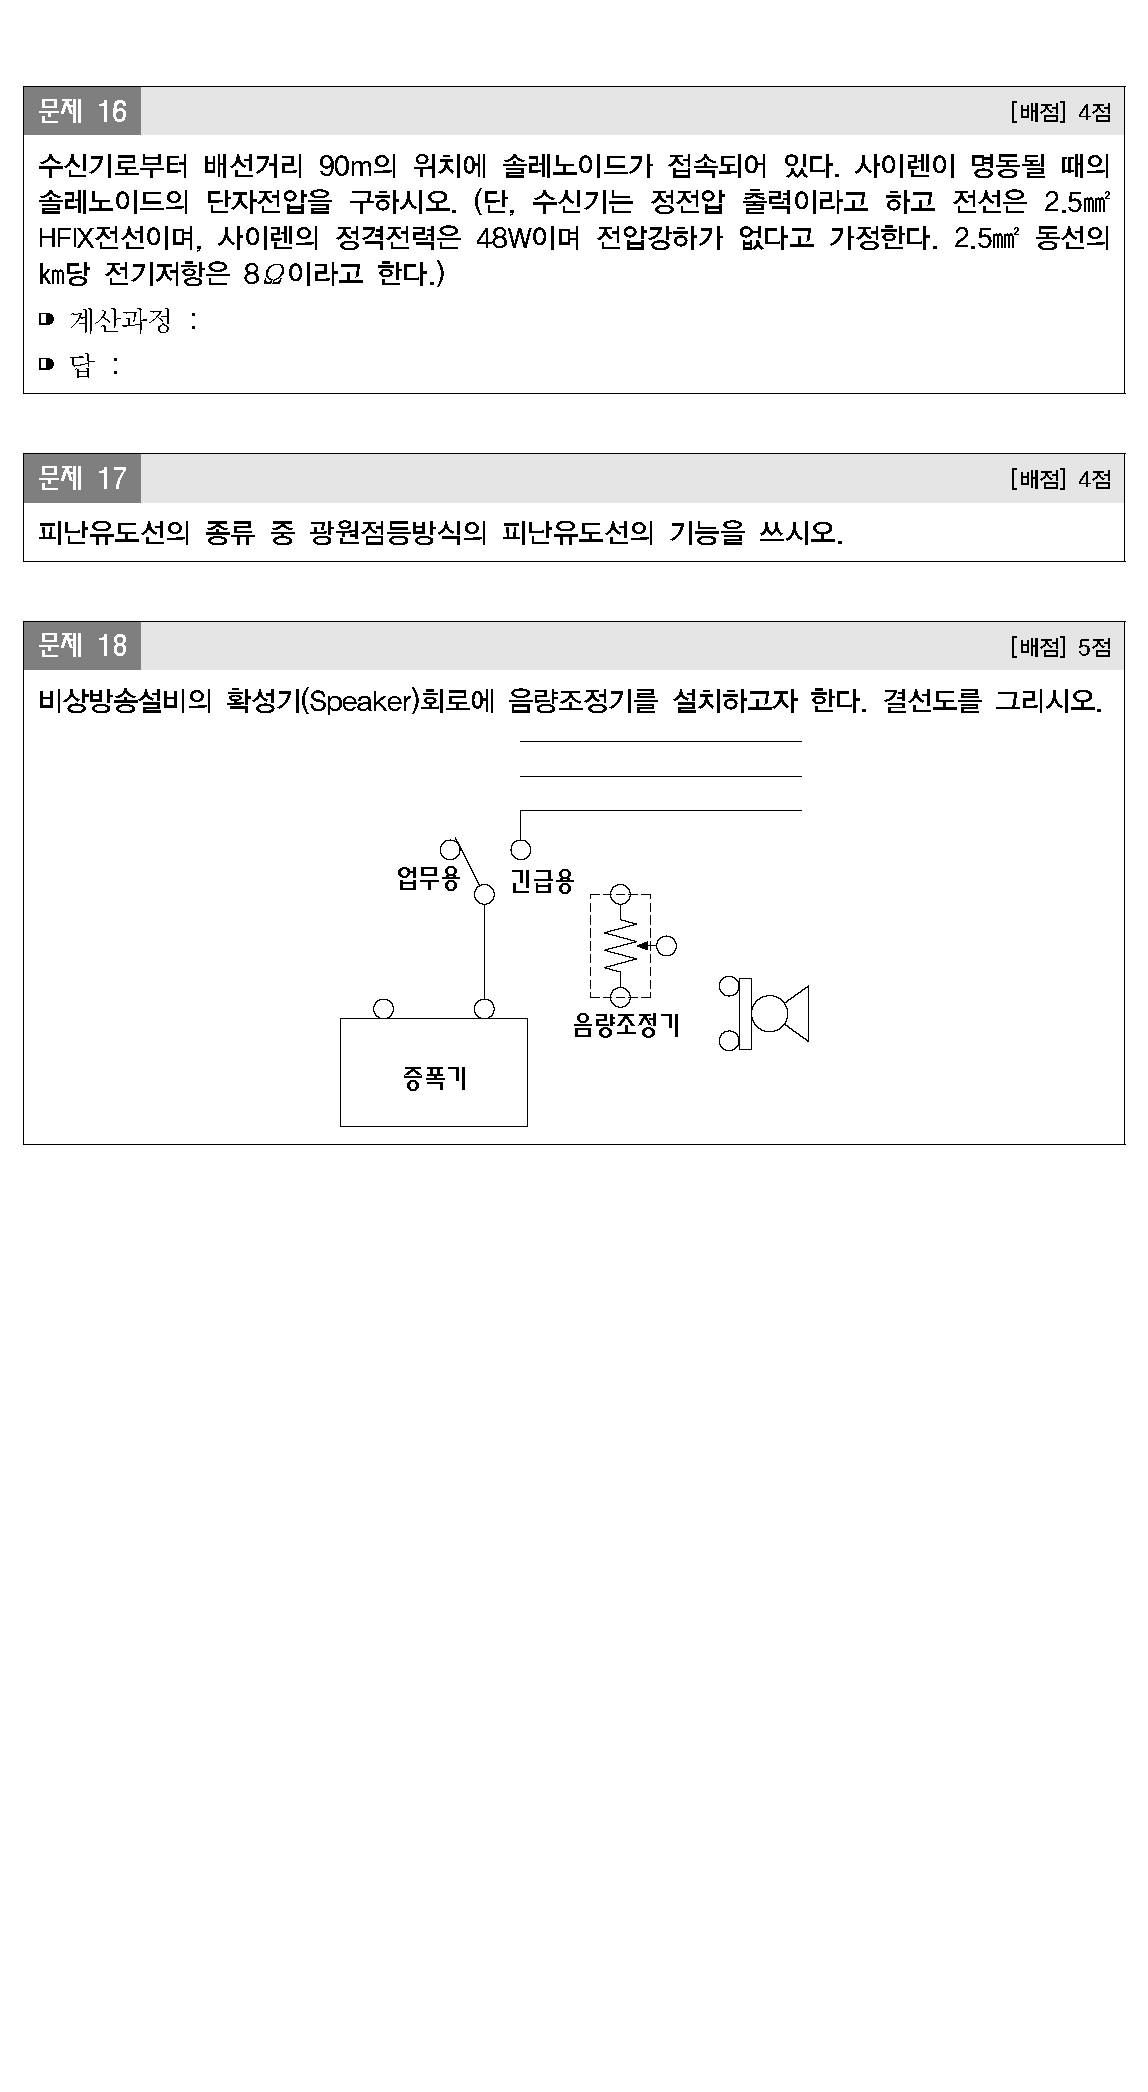 문제 16 [배점] 4점
수신기로부터 배선거리 90m의 위치에 솔레노이드가 접속되어 있다. 사이렌이 명동될 때의
솔레노이드의 단자전압을 구하시오. (단, 수신기는 정전압 출력이라고 하고 전선은 2.5㎟
HFIX전선이며, 사이렌의 정격전력은 48W이며 전압강하가 없다고 가정한다. 2.5㎟ 동선의
㎞당 전기저항은 8Ω이라고 한다.)
계산과정 :
답 :
문제 17 [배점] 4점
피난유도선의 종류 중 광원점등방식의 피난유도선의 기능을 쓰시오.
문제 18 [배점] 5점
비상방송설비의 확성기(Speaker)회로에 음량조정기를 설치하고자 한다. 결선도를 그리시오.
업무용 긴급용
음량조정기
증폭기